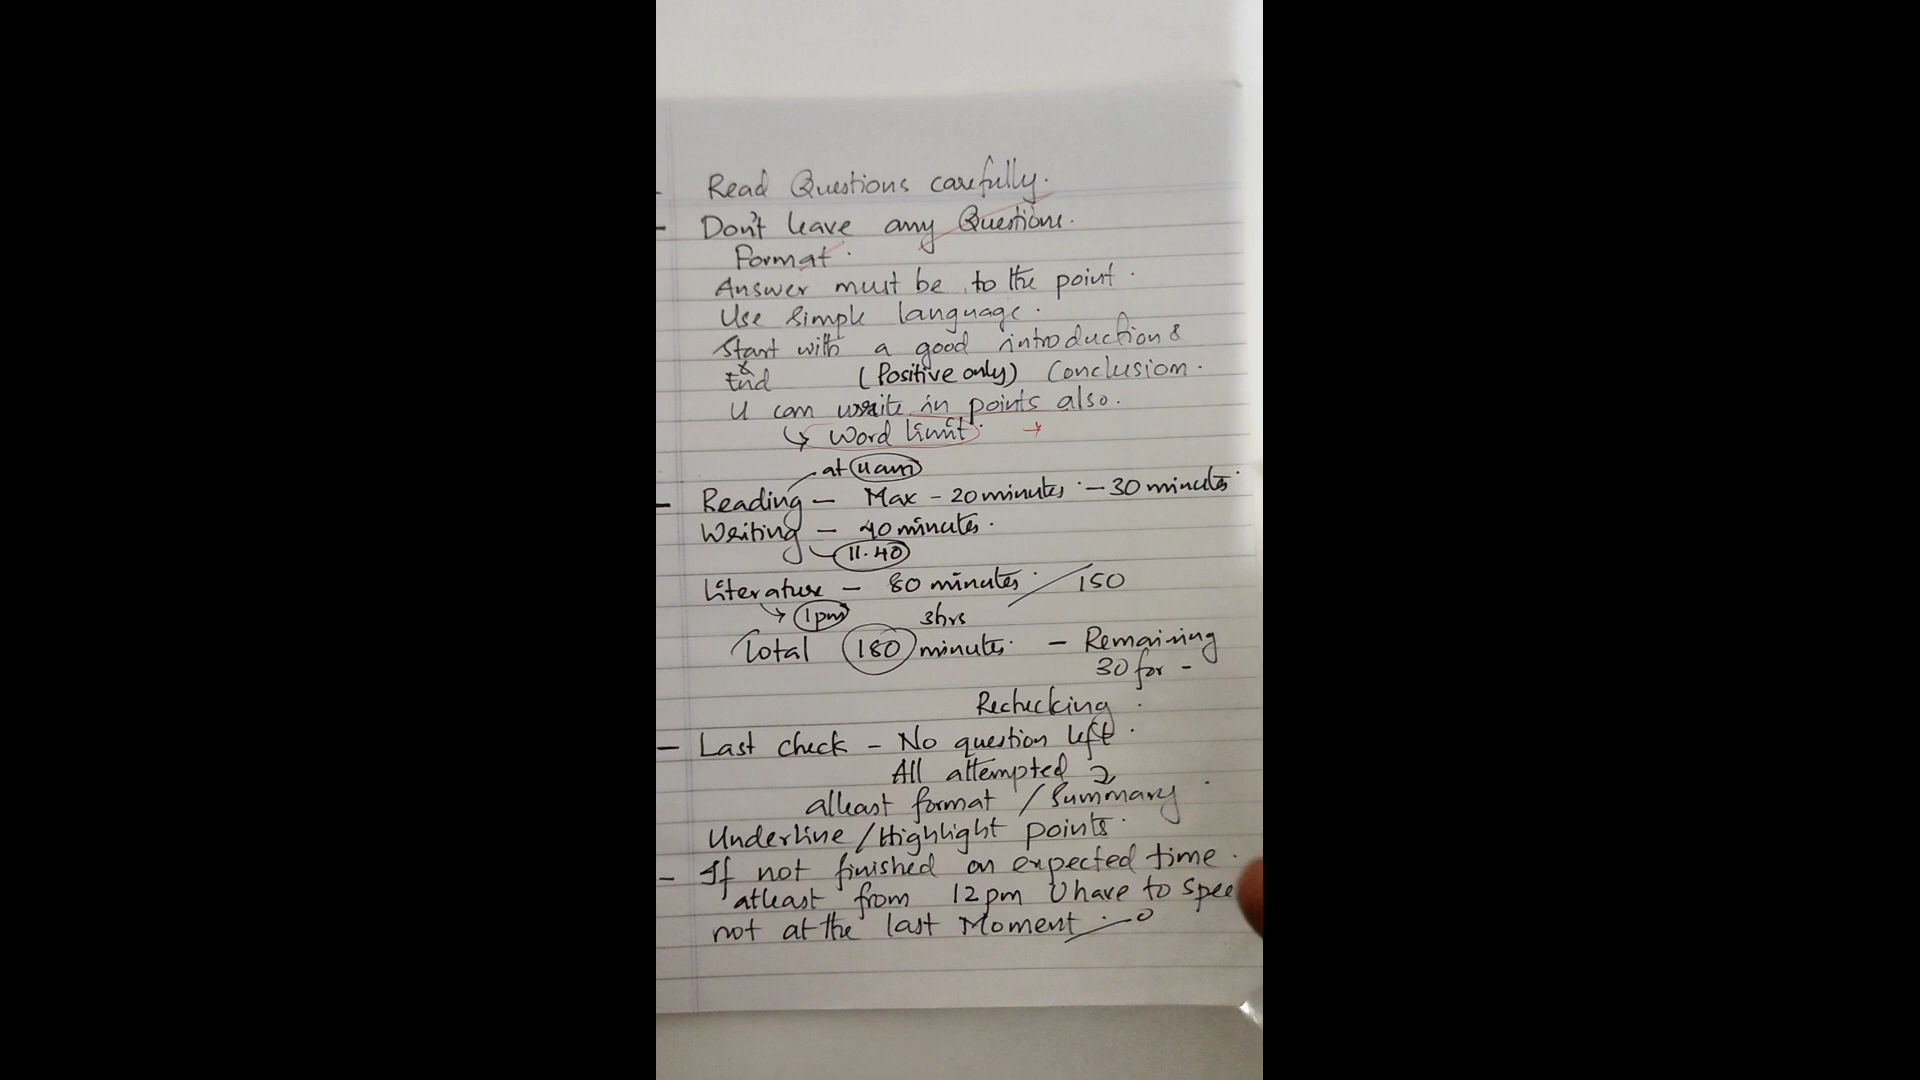 - Read Questions carefully.
- Don't leave any Questions.
Format.
Answer must be to the point.
Use simple language.
Start with a good introduction &
& End (Positive only) Conclusion.
U can write in points also.
↳ Word limit. →
at 11am
- Reading - Max - 20 minutes. - 30 minutes.
Writing - 40 minutes.
11.40
Literature - 80 minutes. / 150
→ 1pm 3hrs
Total 180 minutes. - Remaining
30 for -
Rechecking.
- Last check - No question left.
All attempted
atleast format / Summary.
Underline / Highlight points.
- If not finished on expected time.
atleast from 12pm U have to spee
not at the last Moment.